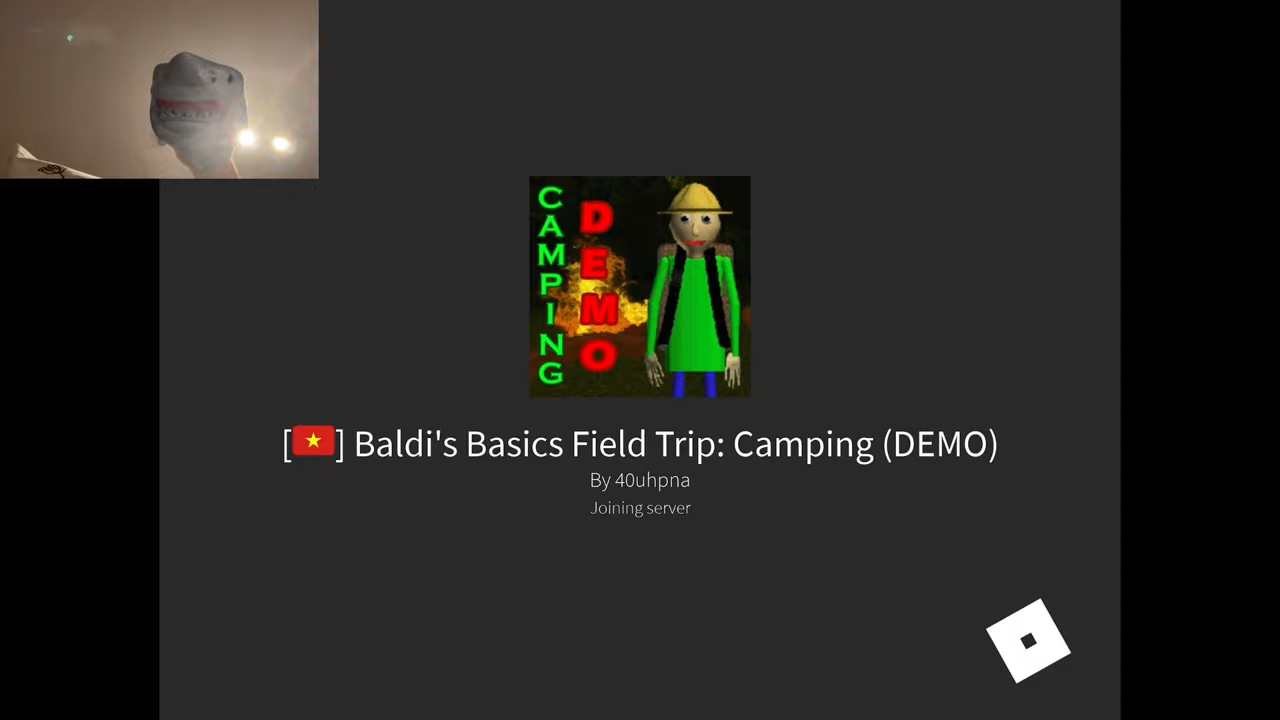 CAMPING
DEMO
[🇻🇳] Baldi's Basics Field Trip: Camping (DEMO)
By 40uhpna
Joining server